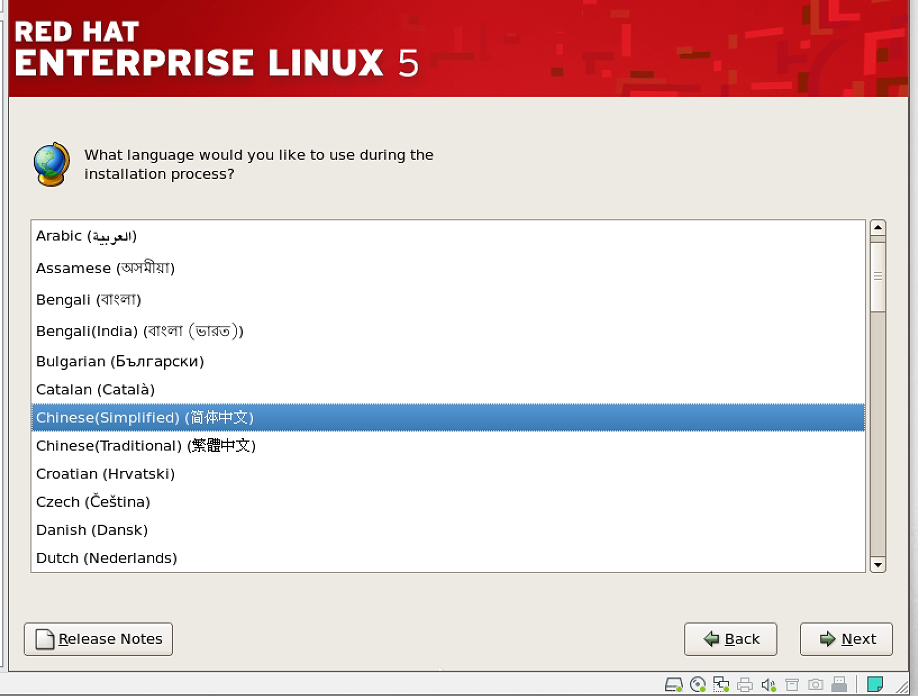 RED HAT
ENTERPRISE LINUX 5
What language would you like to use during the
installation process?
Arabic (العربية)
Assamese (অসমীয়া)
Bengali (বাংলা)
Bengali(India) (বাংলা (ভারত))
Bulgarian (Български)
Catalan (Català)
Chinese(Simplified) (简体中文)
Chinese(Traditional) (繁體中文)
Croatian (Hrvatski)
Czech (Čeština)
Danish (Dansk)
Dutch (Nederlands)
Release Notes
Back
Next